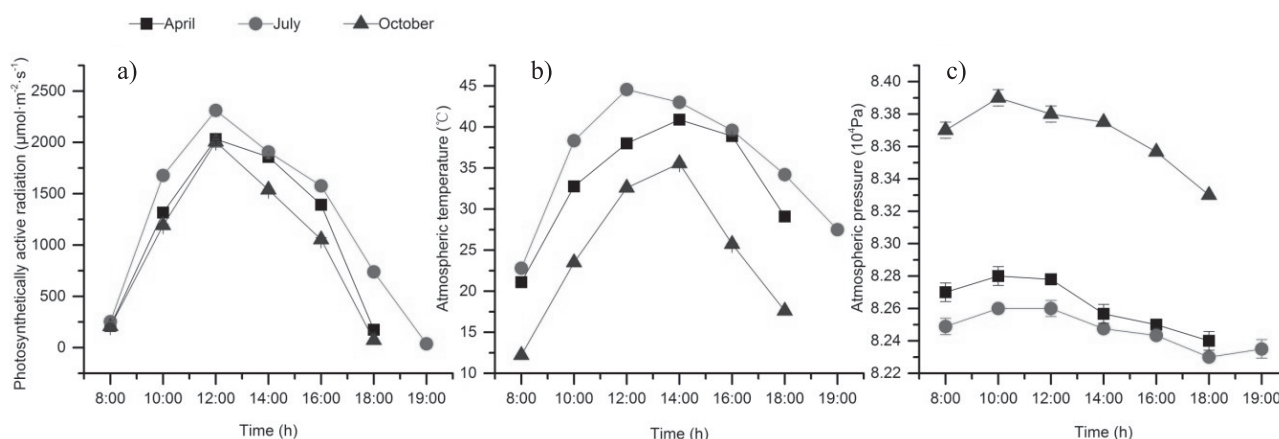 April July October
a)
Photosynthetically active radiation (μmol·m⁻²·s⁻¹)
2500
2000
1500
1000
500
0
8:00 10:00 12:00 14:00 16:00 18:00 19:00
Time (h)
b)
Atmospheric temperature (℃)
45
40
35
30
25
20
15
10
8:00 10:00 12:00 14:00 16:00 18:00 19:00
Time (h)
c)
Atmospheric pressure (10⁴Pa)
8.40
8.38
8.36
8.34
8.32
8.28
8.26
8.24
8.22
8:00 10:00 12:00 14:00 16:00 18:00 19:00
Time (h)